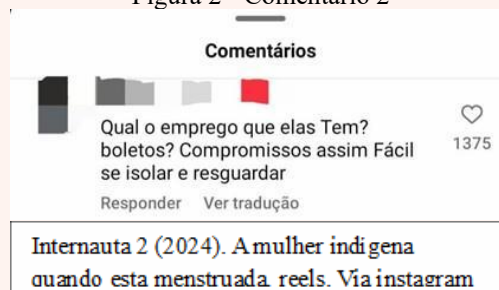 Figura 2 - Comentário 2
Comentários
Qual o emprego que elas Tem?
boletos? Compromissos assim Fácil
se isolar e resguardar
1375
Responder Ver tradução
Internauta 2 (2024). A mulher indigena
quando esta menstruada. reels. Via instagram